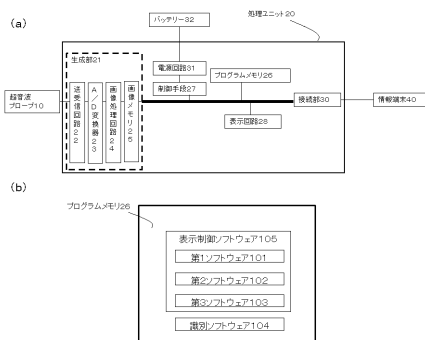 (a)
バッテリー32
処理ユニット20
生成部21
電源回路31
プログラムメモリ26
超音波プローブ10
送受信回路22
A/D変換器23
画像処理回路24
画像メモリ25
制御手段27
接続部30
情報端末40
表示回路28
(b)
プログラムメモリ26
表示制御ソフトウェア105
第1ソフトウェア101
第2ソフトウェア102
第3ソフトウェア103
識別ソフトウェア104